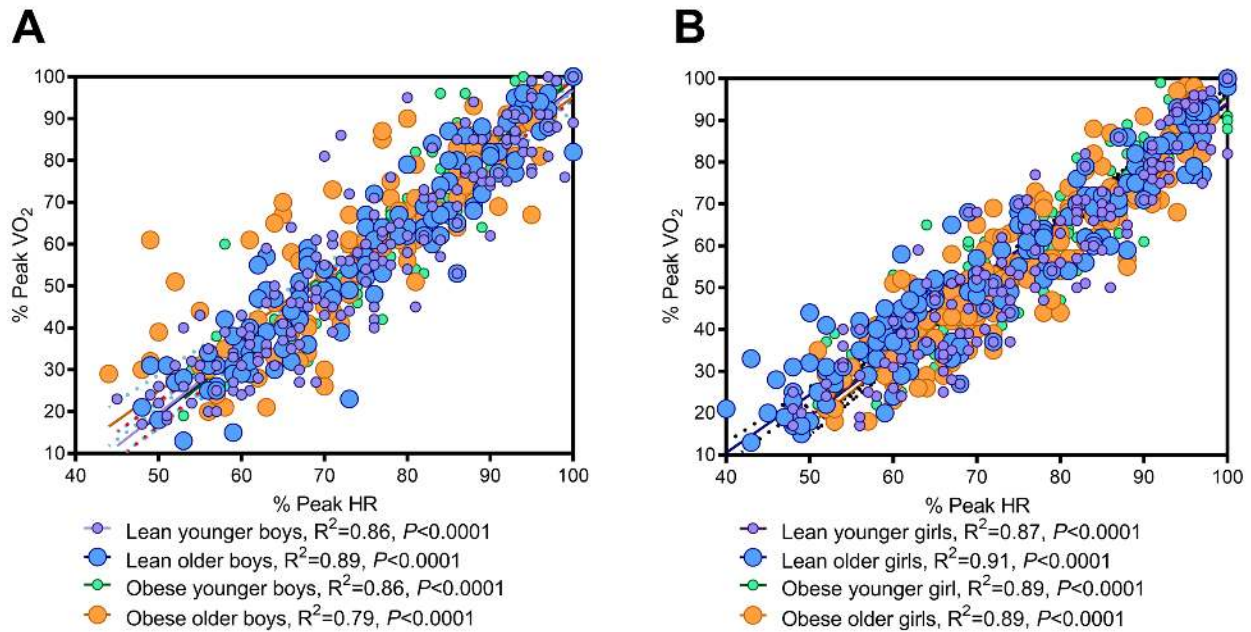 A
% Peak VO2
100
90
80
70
60
50
40
30
20
10
40
50
60
70
80
90
100
% Peak HR
Lean younger boys, R2=0.86, P<0.0001
Lean older boys, R2=0.89, P<0.0001
Obese younger boys, R2=0.86, P<0.0001
Obese older boys, R2=0.79, P<0.0001
B
% Peak VO2
100
90
80
70
60
50
40
30
20
10
40
50
60
70
80
90
100
% Peak HR
Lean younger girls, R2=0.87, P<0.0001
Lean older girls, R2=0.91, P<0.0001
Obese younger girl, R2=0.89, P<0.0001
Obese older girls, R2=0.89, P<0.0001